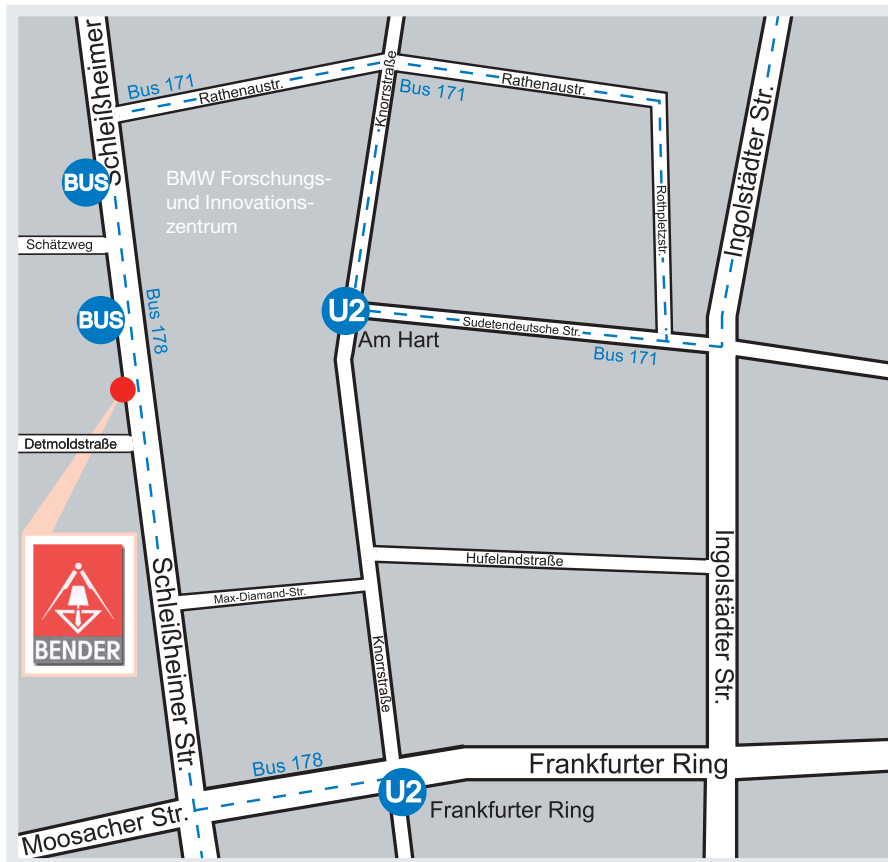 Schleißheimer
Bus 171
Rathenaustr.
Knorrstraße
Bus 171
Rathenaustr.
Ingolstädter Str.
BUS
BMW Forschungs-
und Innovations-
zentrum
Rothpletzstr.
Schätzweg
BUS
Bus 178
U2
Am Hart
Sudetendeutsche Str.
Bus 171
Detmoldstraße
BENDER
Schleißheimer Str.
Max-Diamand-Str.
Hufelandstraße
Ingolstädter Str.
Knorrstraße
Bus 178
Frankfurter Ring
U2
Frankfurter Ring
Moosacher Str.